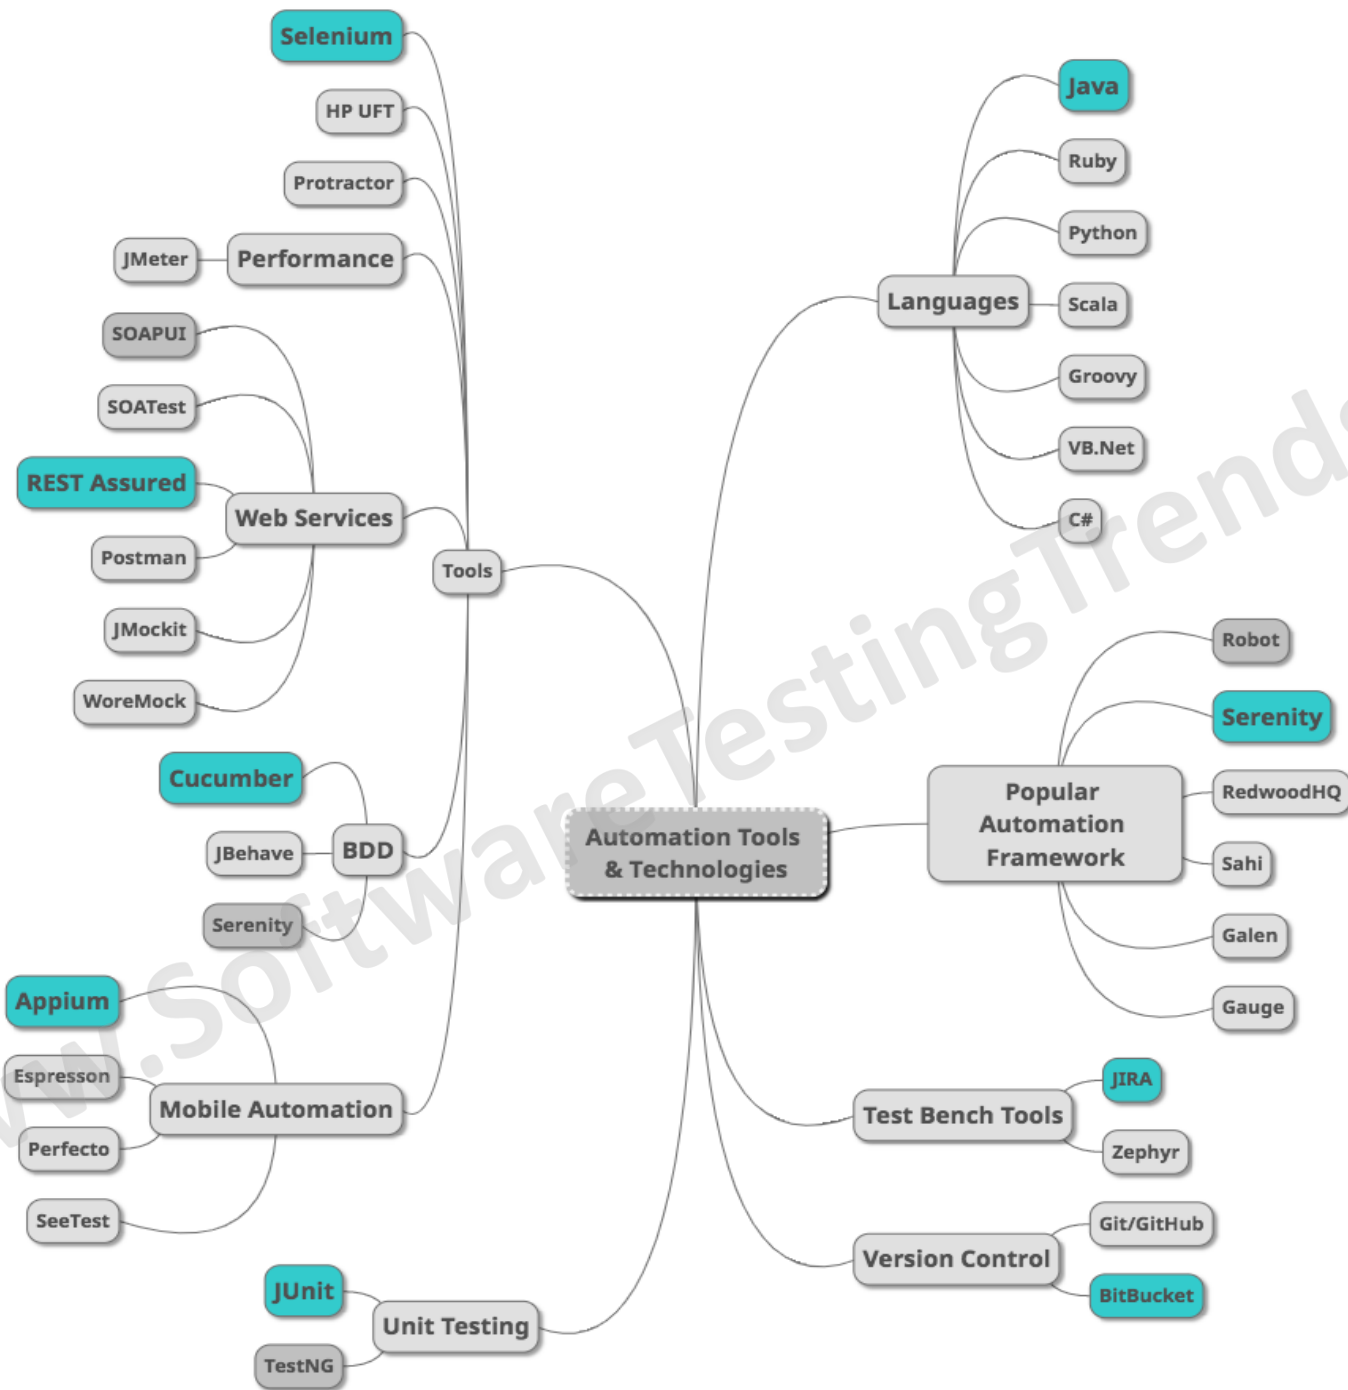 Selenium
HP UFT
Protractor
JMeter
Performance
SOAPUI
SOATest
REST Assured
Web Services
Postman
JMockit
WoreMock
Tools
Cucumber
JBehave
BDD
Serenity
Appium
Espresson
Mobile Automation
Perfecto
SeeTest
JUnit
Unit Testing
TestNG
Automation Tools
& Technologies
Java
Ruby
Python
Languages
Scala
Groovy
VB.Net
C#
Robot
Serenity
Popular
Automation
Framework
RedwoodHQ
Sahi
Galen
Gauge
JIRA
Test Bench Tools
Zephyr
Git/GitHub
Version Control
BitBucket
w.SoftwareTestingTrends